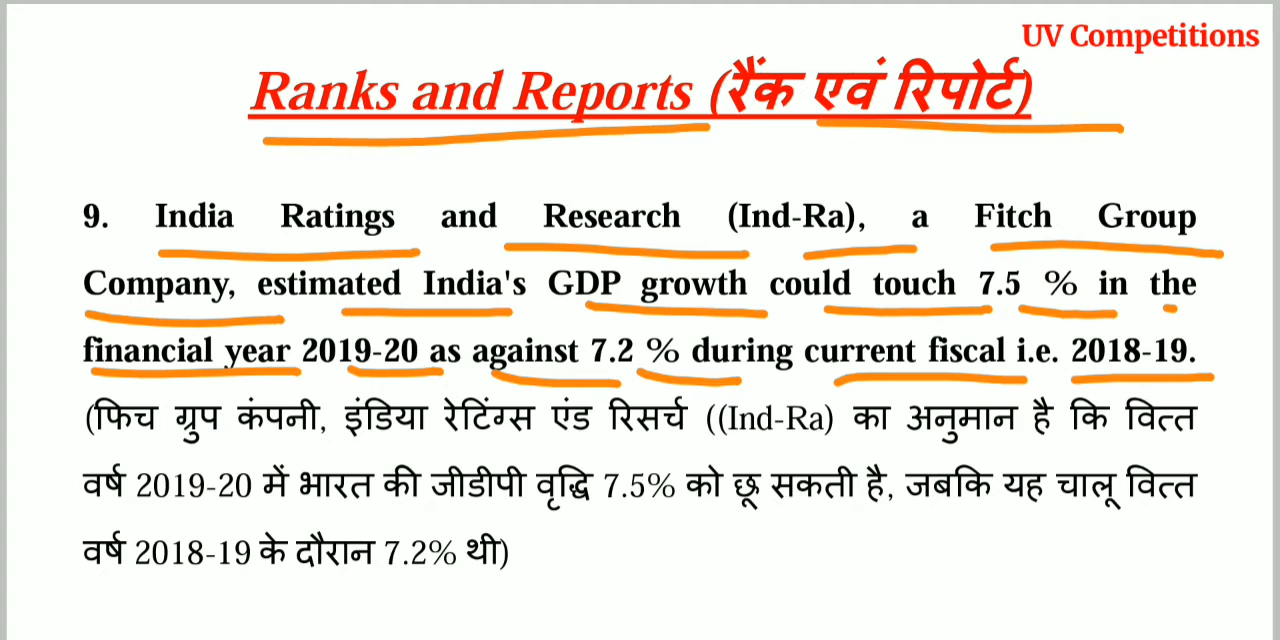 UV Competitions
Ranks and Reports (रैंक एवं रिपोर्ट)
9. India Ratings and Research (Ind-Ra), a Fitch Group
Company, estimated India's GDP growth could touch 7.5 % in the
financial year 2019-20 as against 7.2 % during current fiscal i.e. 2018-19.
(फिच ग्रुप कंपनी, इंडिया रेटिंग्स एंड रिसर्च ((Ind-Ra) का अनुमान है कि वित्त
वर्ष 2019-20 में भारत की जीडीपी वृद्धि 7.5% को छू सकती है, जबकि यह चालू वित्त
वर्ष 2018-19 के दौरान 7.2% थी)